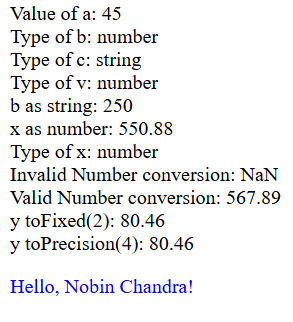 Value of a: 45
Type of b: number
Type of c: string
Type of v: number
b as string: 250
x as number: 550.88
Type of x: number
Invalid Number conversion: NaN
Valid Number conversion: 567.89
y toFixed(2): 80.46
y toPrecision(4): 80.46
Hello, Nobin Chandra!